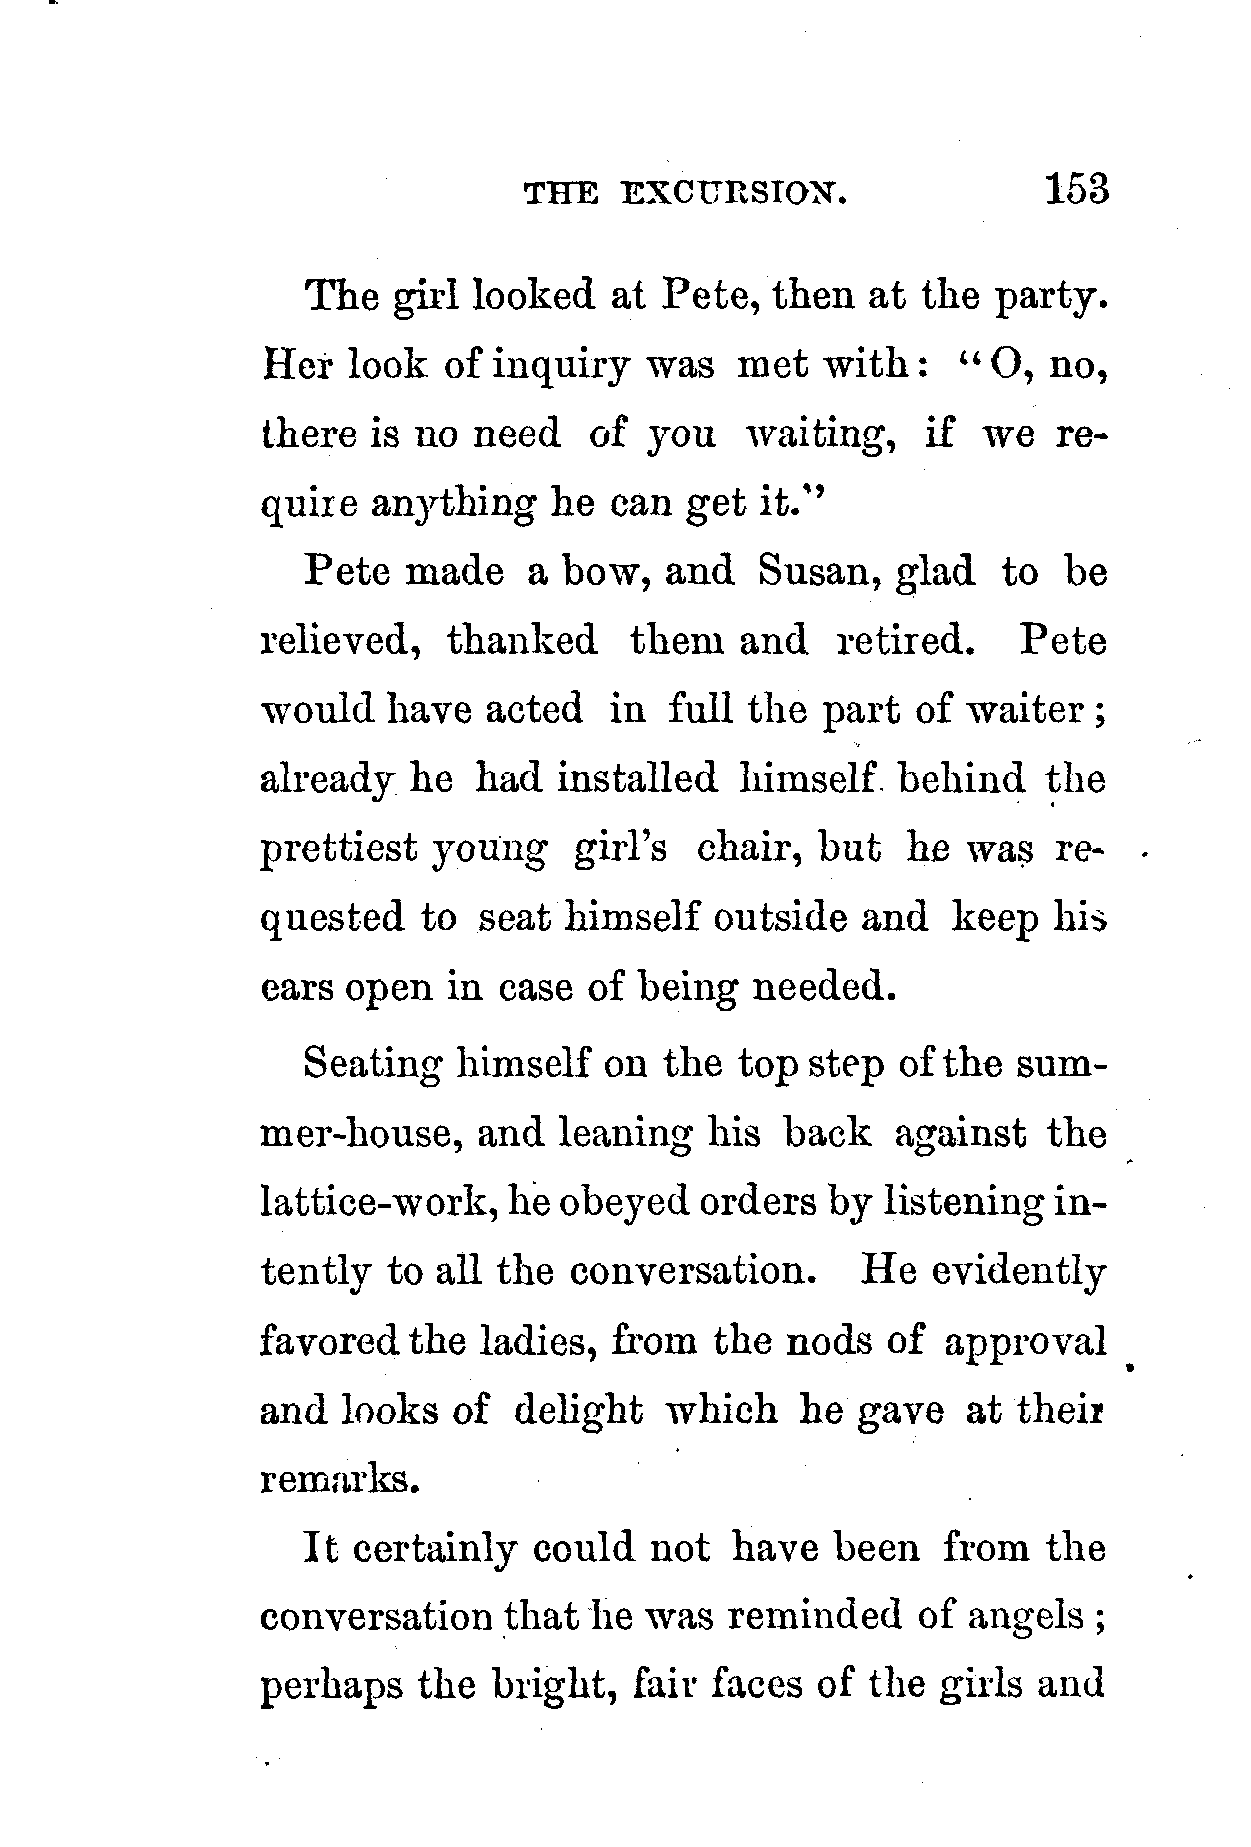 THE EXCURSION. 153
The girl looked at Pete, then at the party.
Her look of inquiry was met with: "O, no,
there is no need of you waiting, if we re-
quire anything he can get it."
Pete made a bow, and Susan, glad to be
relieved, thanked them and retired. Pete
would have acted in full the part of waiter;
already he had installed himself behind the
prettiest young girl's chair, but he was re-
quested to seat himself outside and keep his
ears open in case of being needed.
Seating himself on the top step of the sum-
mer-house, and leaning his back against the
lattice-work, he obeyed orders by listening in-
tently to all the conversation. He evidently
favored the ladies, from the nods of approval
and looks of delight which he gave at their
remarks.
It certainly could not have been from the
conversation that he was reminded of angels;
perhaps the bright, fair faces of the girls and